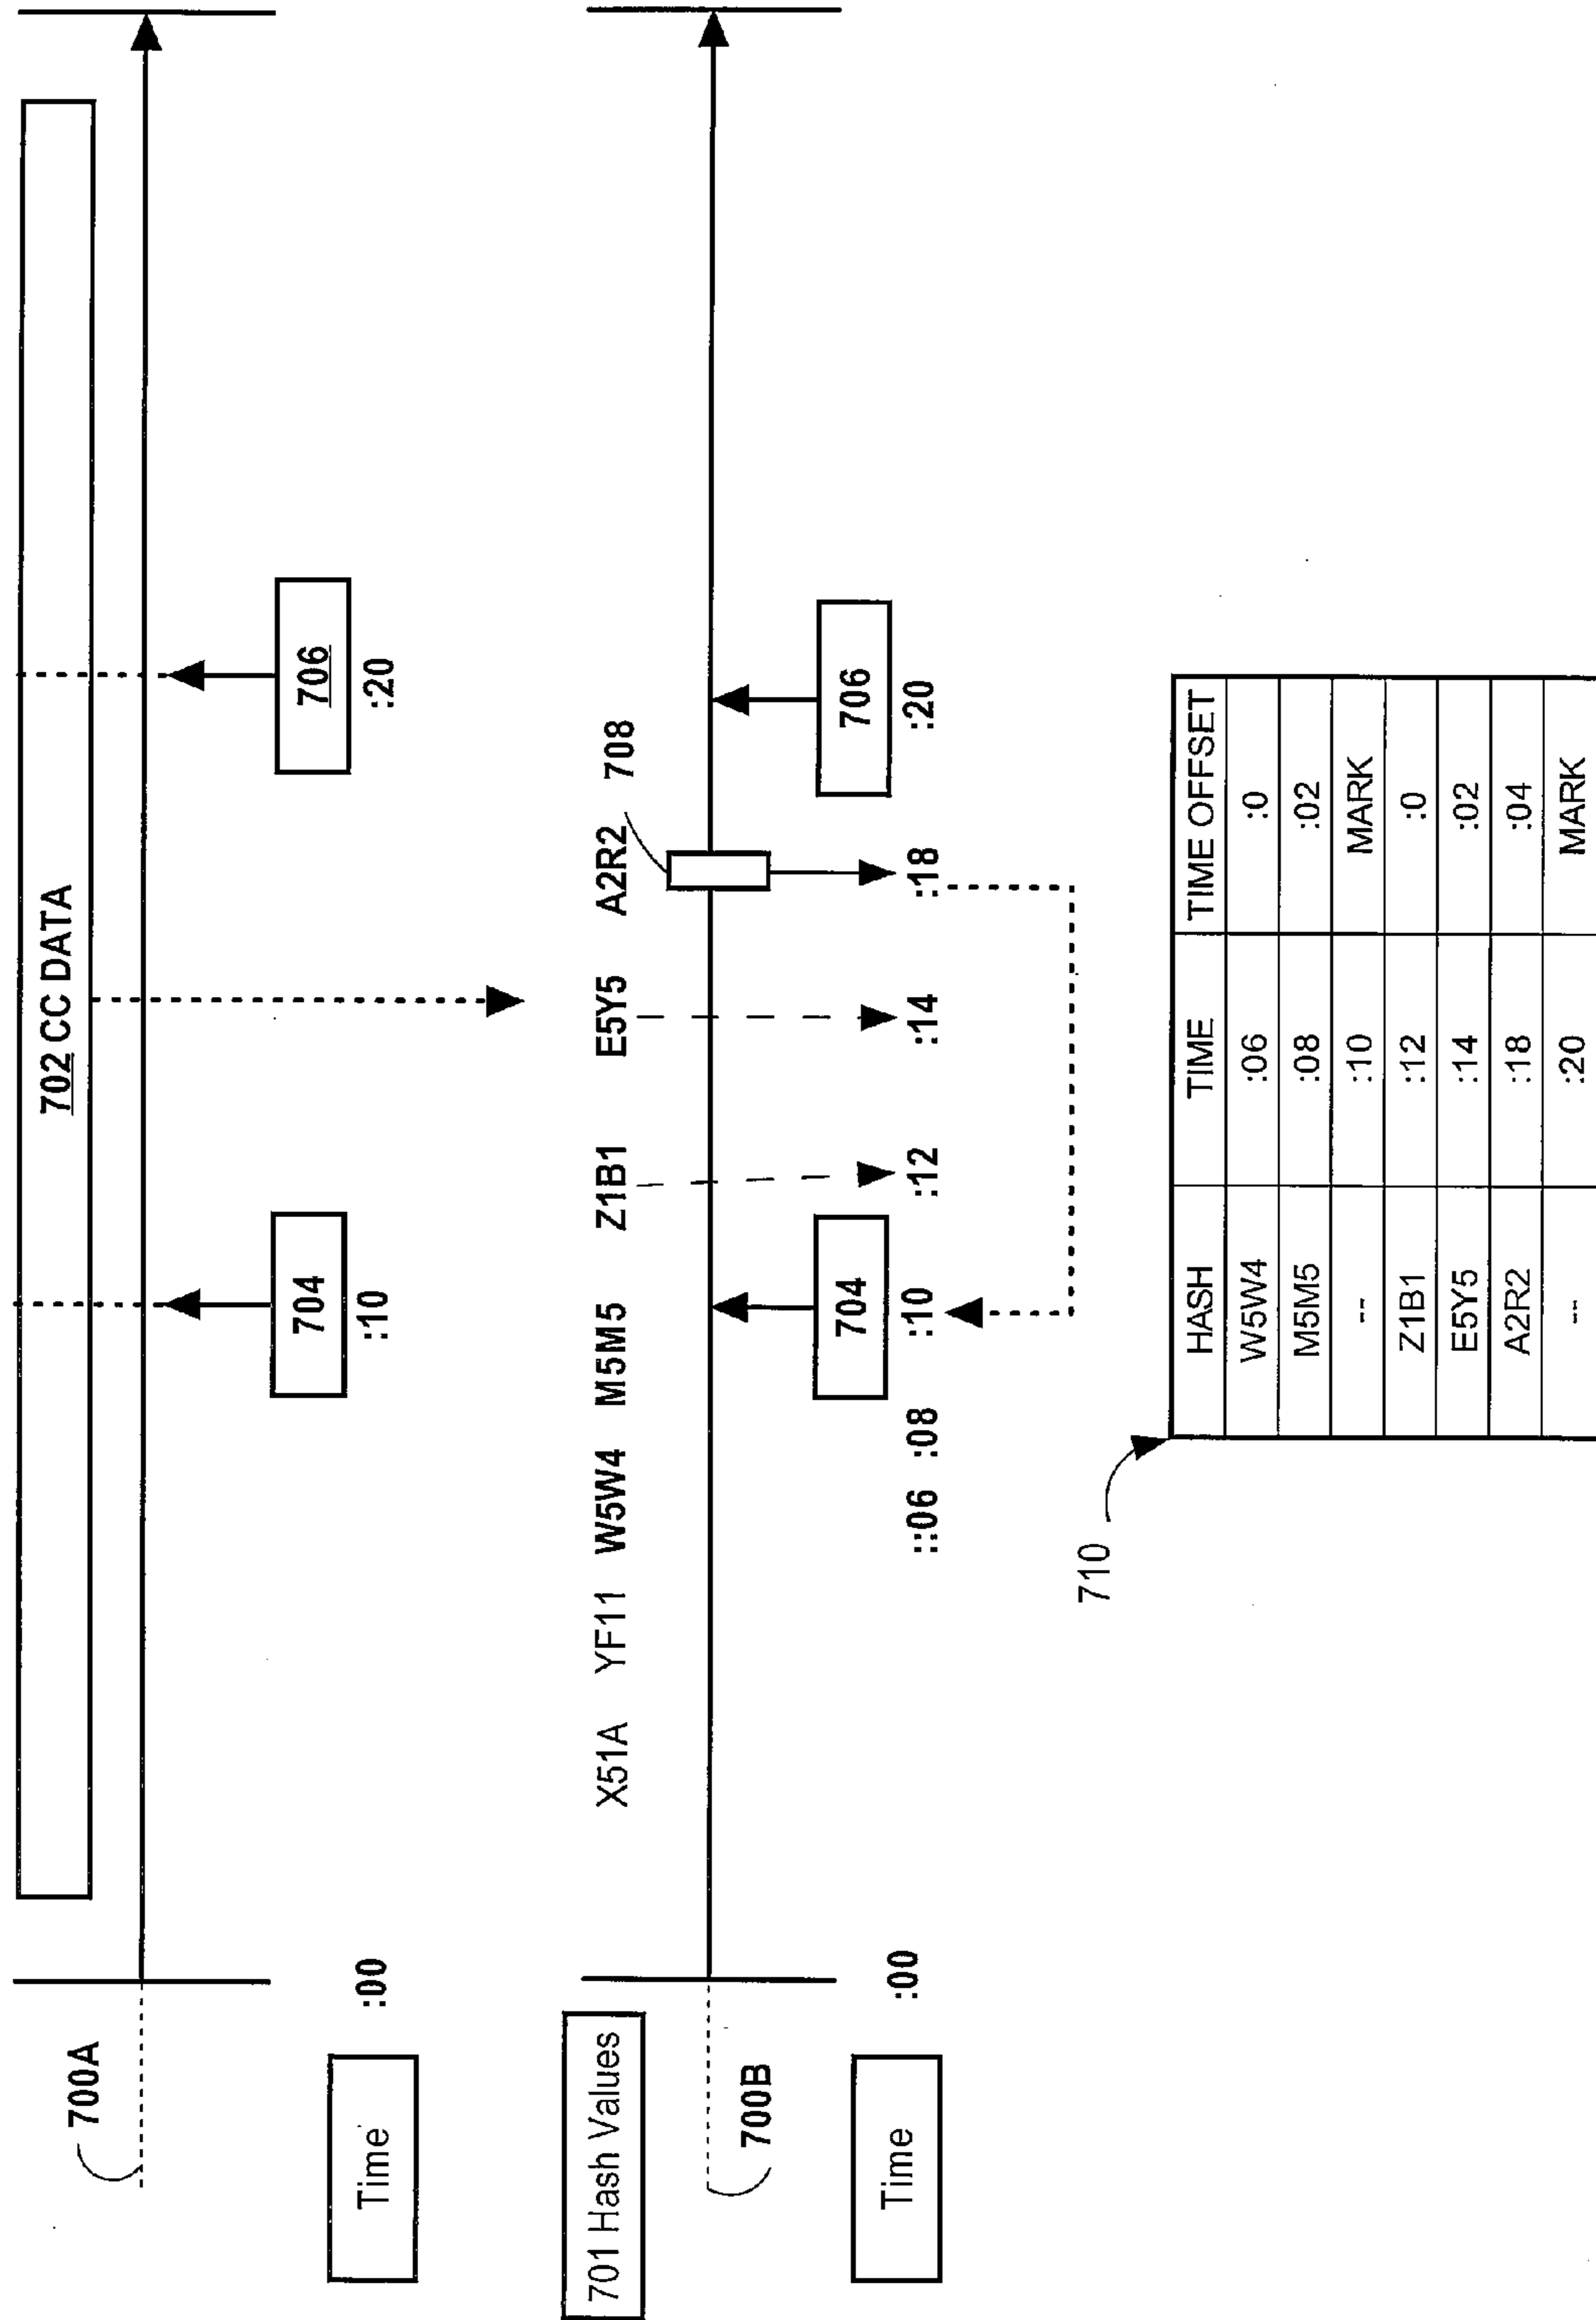 700A
702 CC DATA
704
706
Time
:00
:10
:20
701 Hash Values
X51A YF11 W5W4 M5M5 Z1B1 E5Y5 A2R2
708
700B
704
706
Time
:00
::06 :08 :10 :12 :14 :18 :20
710
HASH TIME TIME OFFSET
W5W4 :06 :0
M5M5 :08 :02
-- :10 MARK
Z1B1 :12 :0
E5Y5 :14 :02
A2R2 :18 :04
-- :20 MARK